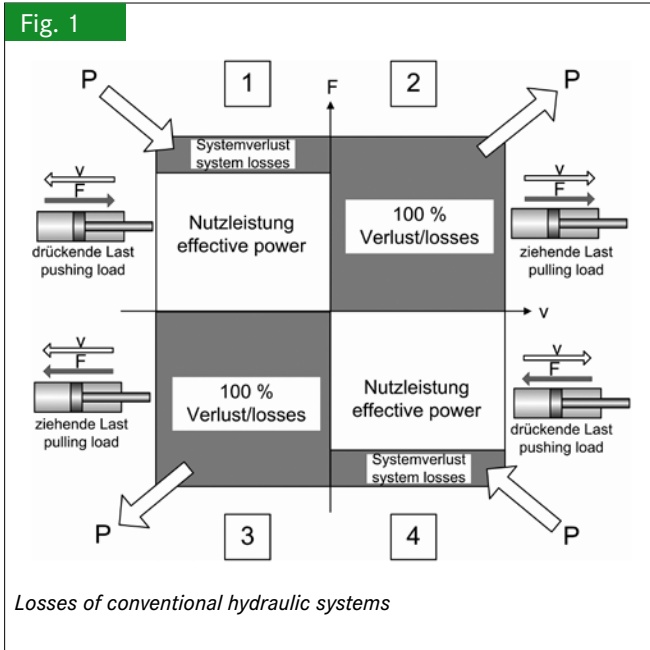 Fig. 1
P
1
F
2
P
Systemverlust
system losses
v
F
drückende Last
pushing load
Nutzleistung
effective power
100 %
Verlust/losses
v
F
ziehende Last
pulling load
v
v
F
ziehende Last
pulling load
100 %
Verlust/losses
Nutzleistung
effective power
v
F
drückende Last
pushing load
Systemverlust
system losses
P
3
4
P
Losses of conventional hydraulic systems